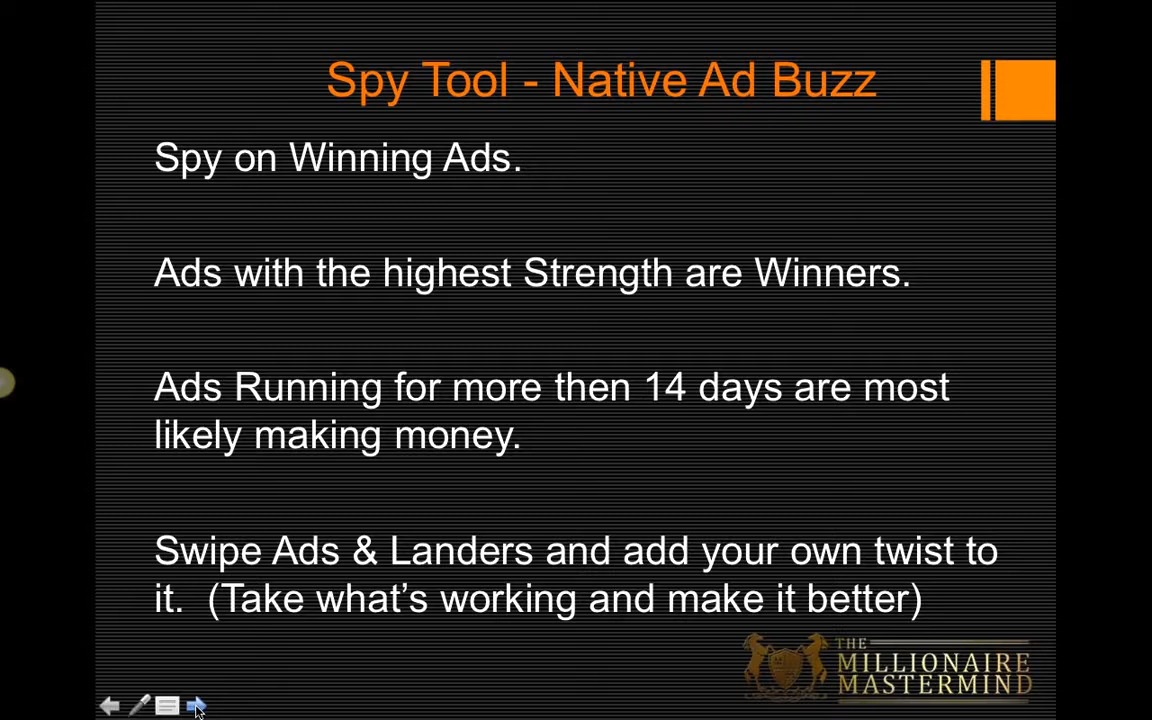 Spy Tool - Native Ad Buzz
Spy on Winning Ads.
Ads with the highest Strength are Winners.
Ads Running for more then 14 days are most
likely making money.
Swipe Ads & Landers and add your own twist to
it.  (Take what’s working and make it better)
THE
MILLIONAIRE
MASTERMIND